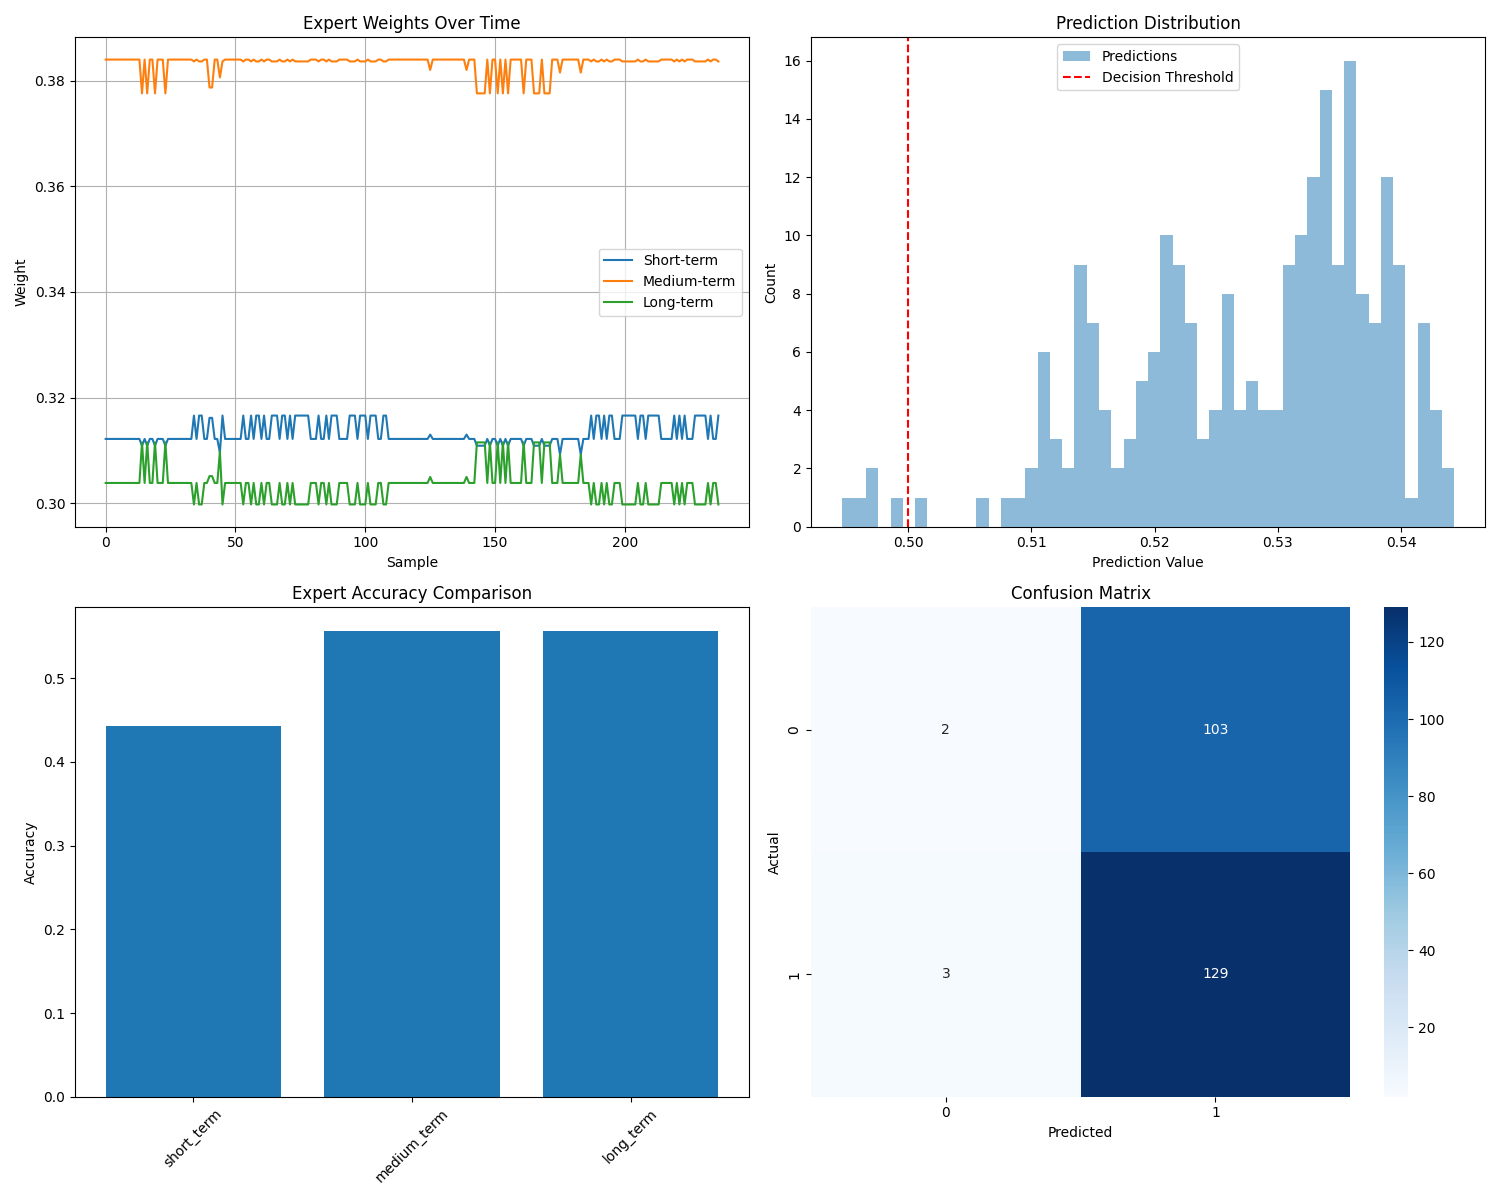 Expert Weights Over Time
0.38
0.36
0.34
0.32
0.30
Weight
Short-term
Medium-term
Long-term
0 50 100 150 200
Sample
Prediction Distribution
16
14
12
10
8
6
4
2
0
Count
Predictions
Decision Threshold
0.50 0.51 0.52 0.53 0.54
Prediction Value
Expert Accuracy Comparison
0.5
0.4
0.3
0.2
0.1
0.0
Accuracy
short_term medium_term long_term
Confusion Matrix
0
1
Actual
2 103
3 129
0 1
Predicted
120
100
80
60
40
20